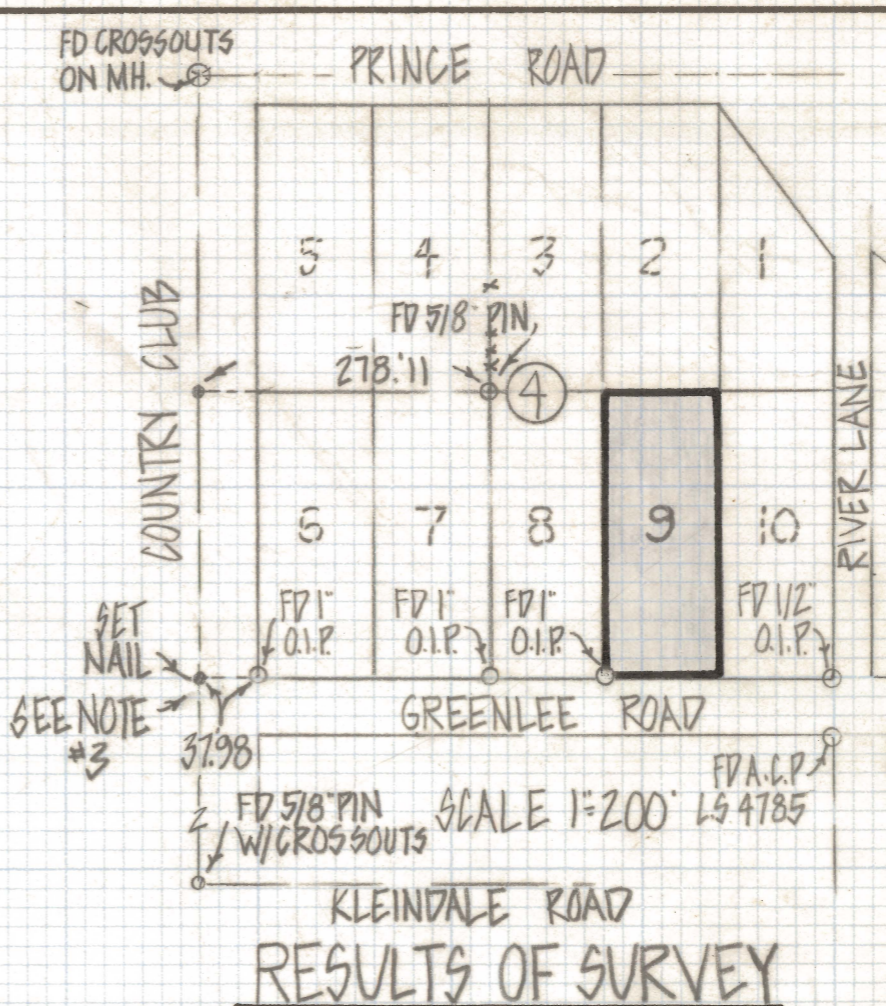 FD CROSSOUTS
ON MH.
PRINCE ROAD
5 4 3 2 1
FD 5/8" PIN
278.'11
4
COUNTRY CLUB
RIVER LANE
6 7 8 9 10
FD 1"
O.I.P.
FD 1"
O.I.P.
FD 1"
O.I.P.
FD 1/2"
O.I.P.
SET
NAIL
SEE NOTE
#3
37.98
GREENLEE ROAD
FD A.C.P
LS 4785
SCALE 1"=200'
FD 5/8" PIN
W/CROSSOUTS
KLEINDALE ROAD
RESULTS OF SURVEY